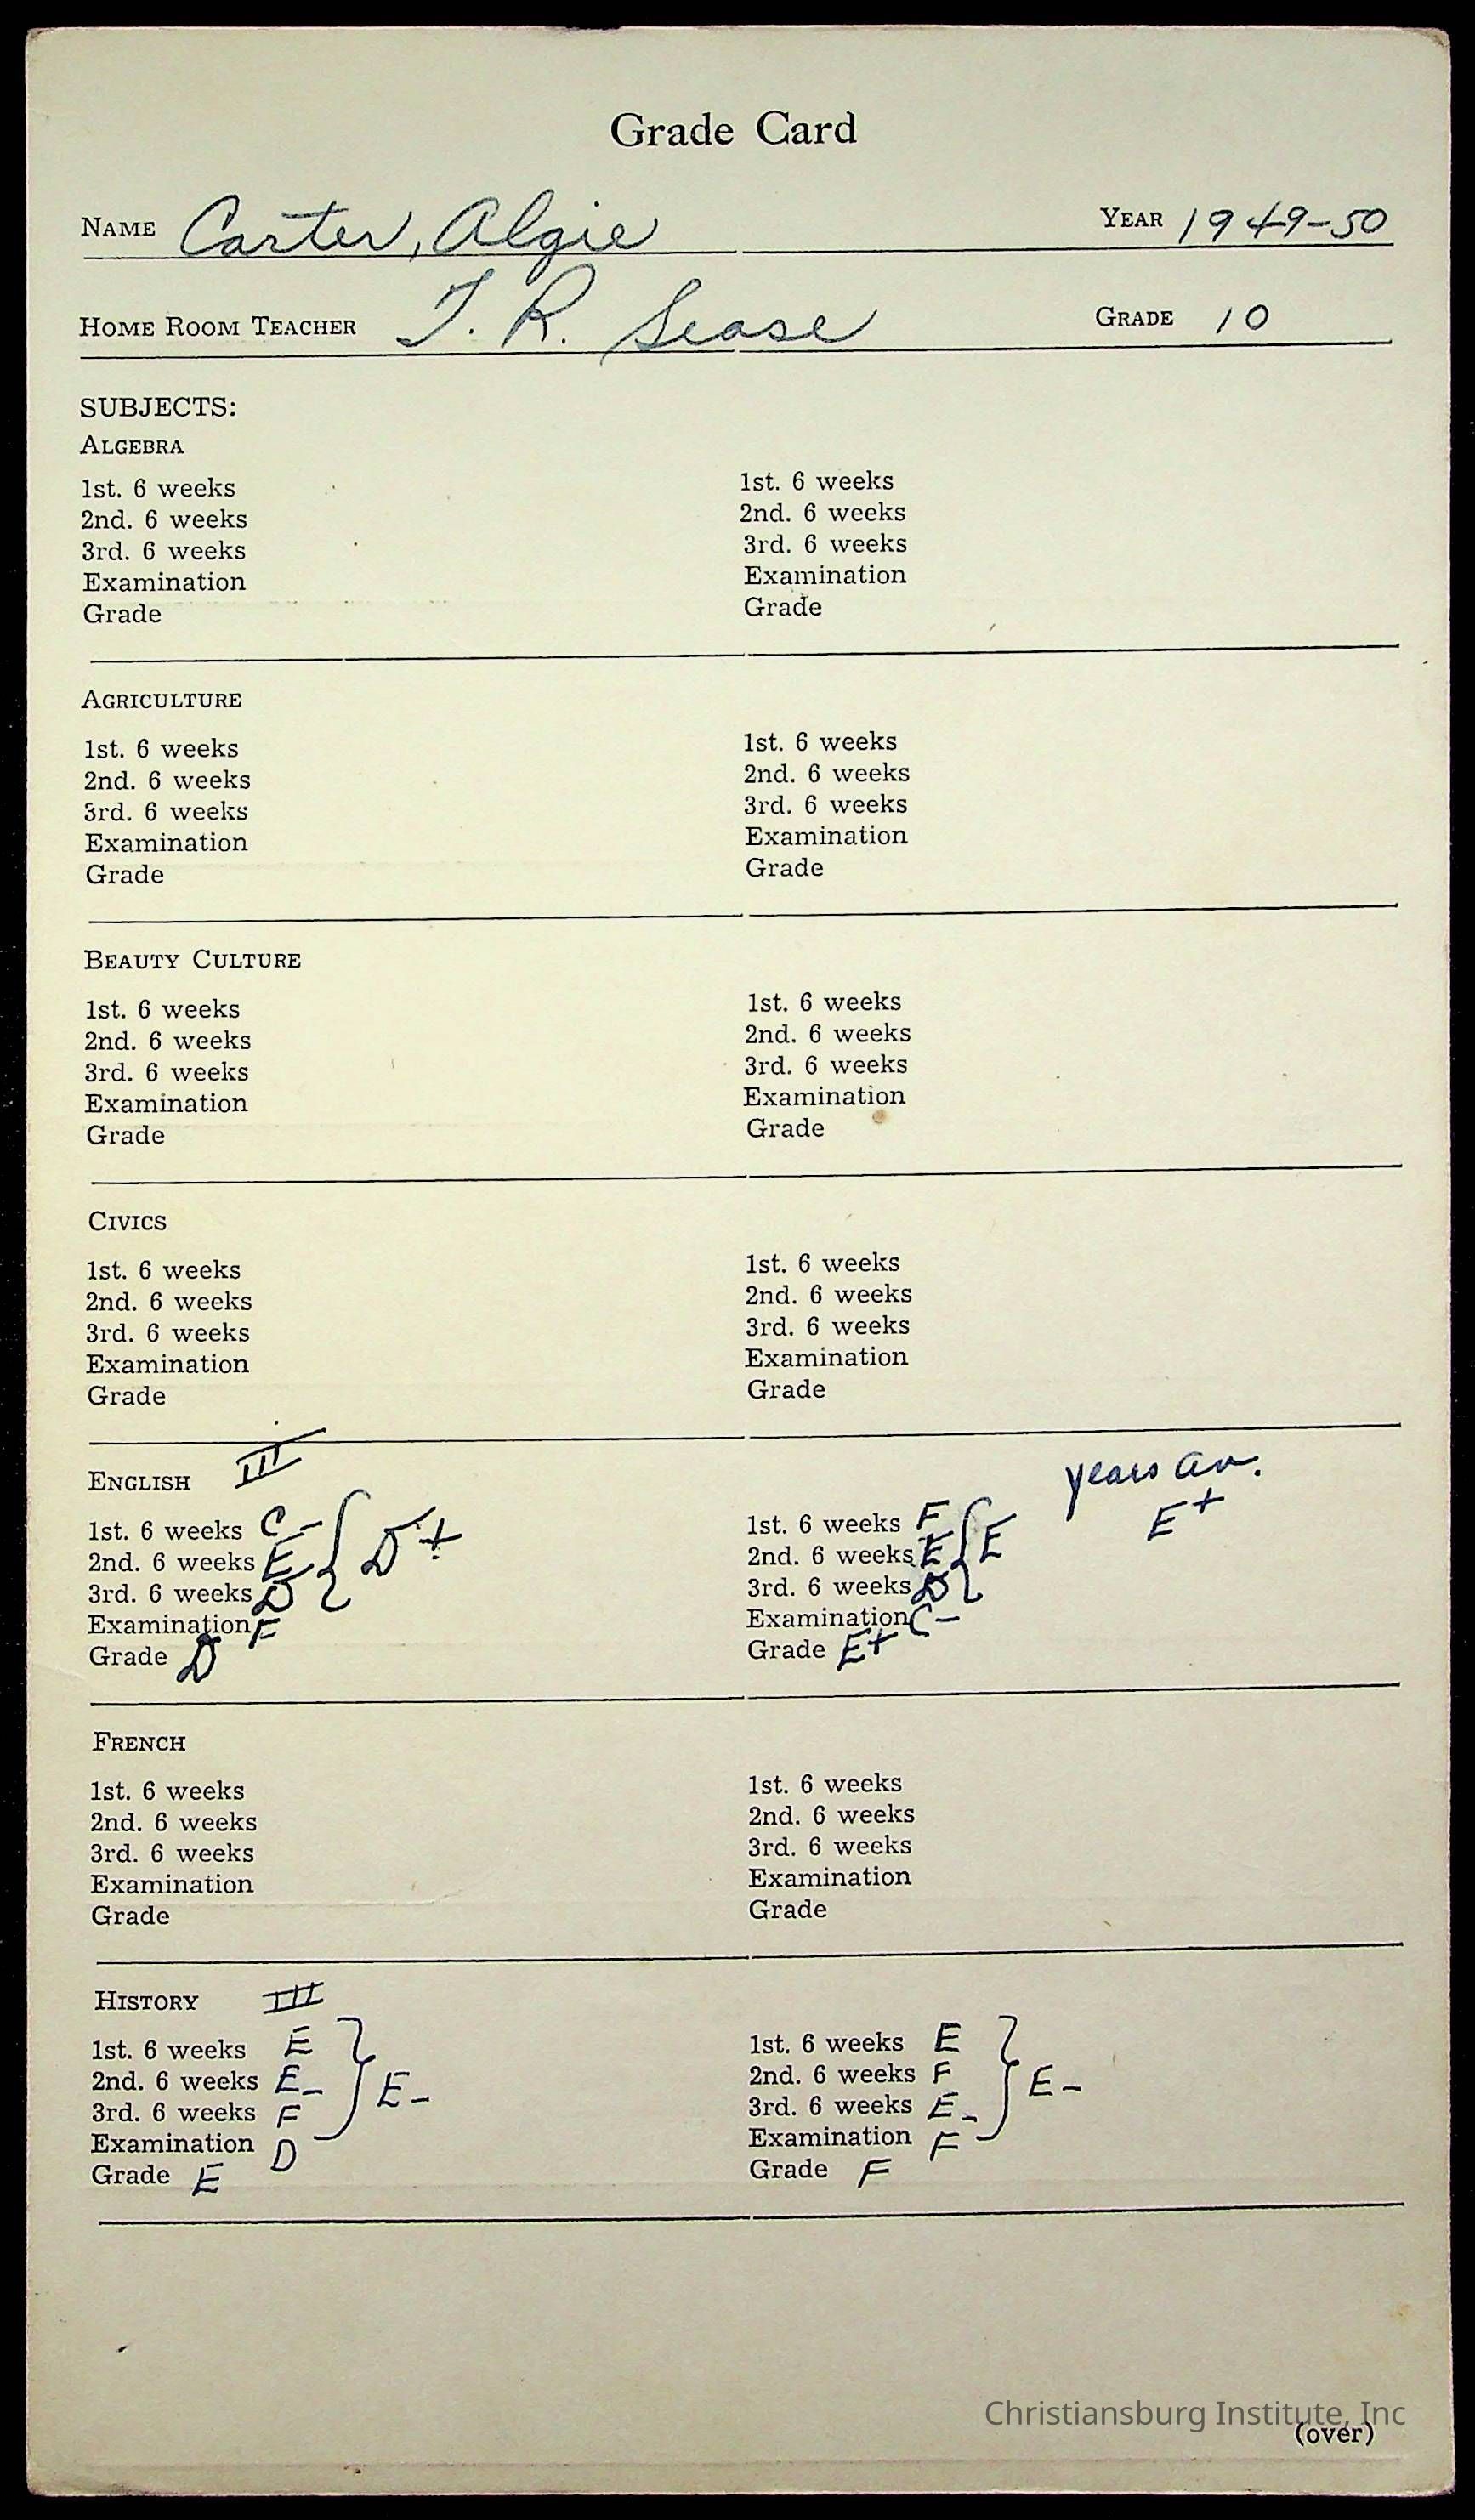 Grade Card
NAME Carter, Algie YEAR 1949-50
HOME ROOM TEACHER T. R. Sease GRADE 10
SUBJECTS:
ALGEBRA
1st. 6 weeks 1st. 6 weeks
2nd. 6 weeks 2nd. 6 weeks
3rd. 6 weeks 3rd. 6 weeks
Examination Examination
Grade Grade
AGRICULTURE
1st. 6 weeks 1st. 6 weeks
2nd. 6 weeks 2nd. 6 weeks
3rd. 6 weeks 3rd. 6 weeks
Examination Examination
Grade Grade
BEAUTY CULTURE
1st. 6 weeks 1st. 6 weeks
2nd. 6 weeks 2nd. 6 weeks
3rd. 6 weeks 3rd. 6 weeks
Examination Examination
Grade Grade
CIVICS
1st. 6 weeks 1st. 6 weeks
2nd. 6 weeks 2nd. 6 weeks
3rd. 6 weeks 3rd. 6 weeks
Examination Examination
Grade Grade
ENGLISH III years av.
1st. 6 weeks C- 1st. 6 weeks F E+
2nd. 6 weeks E D+ 2nd. 6 weeks E E
3rd. 6 weeks D 3rd. 6 weeks D
Examination F Examination C-
Grade D Grade E+
FRENCH
1st. 6 weeks 1st. 6 weeks
2nd. 6 weeks 2nd. 6 weeks
3rd. 6 weeks 3rd. 6 weeks
Examination Examination
Grade Grade
HISTORY III
1st. 6 weeks E 1st. 6 weeks E
2nd. 6 weeks E- E- 2nd. 6 weeks F E-
3rd. 6 weeks F 3rd. 6 weeks E-
Examination D Examination F
Grade E Grade F
Christiansburg Institute, Inc
(over)